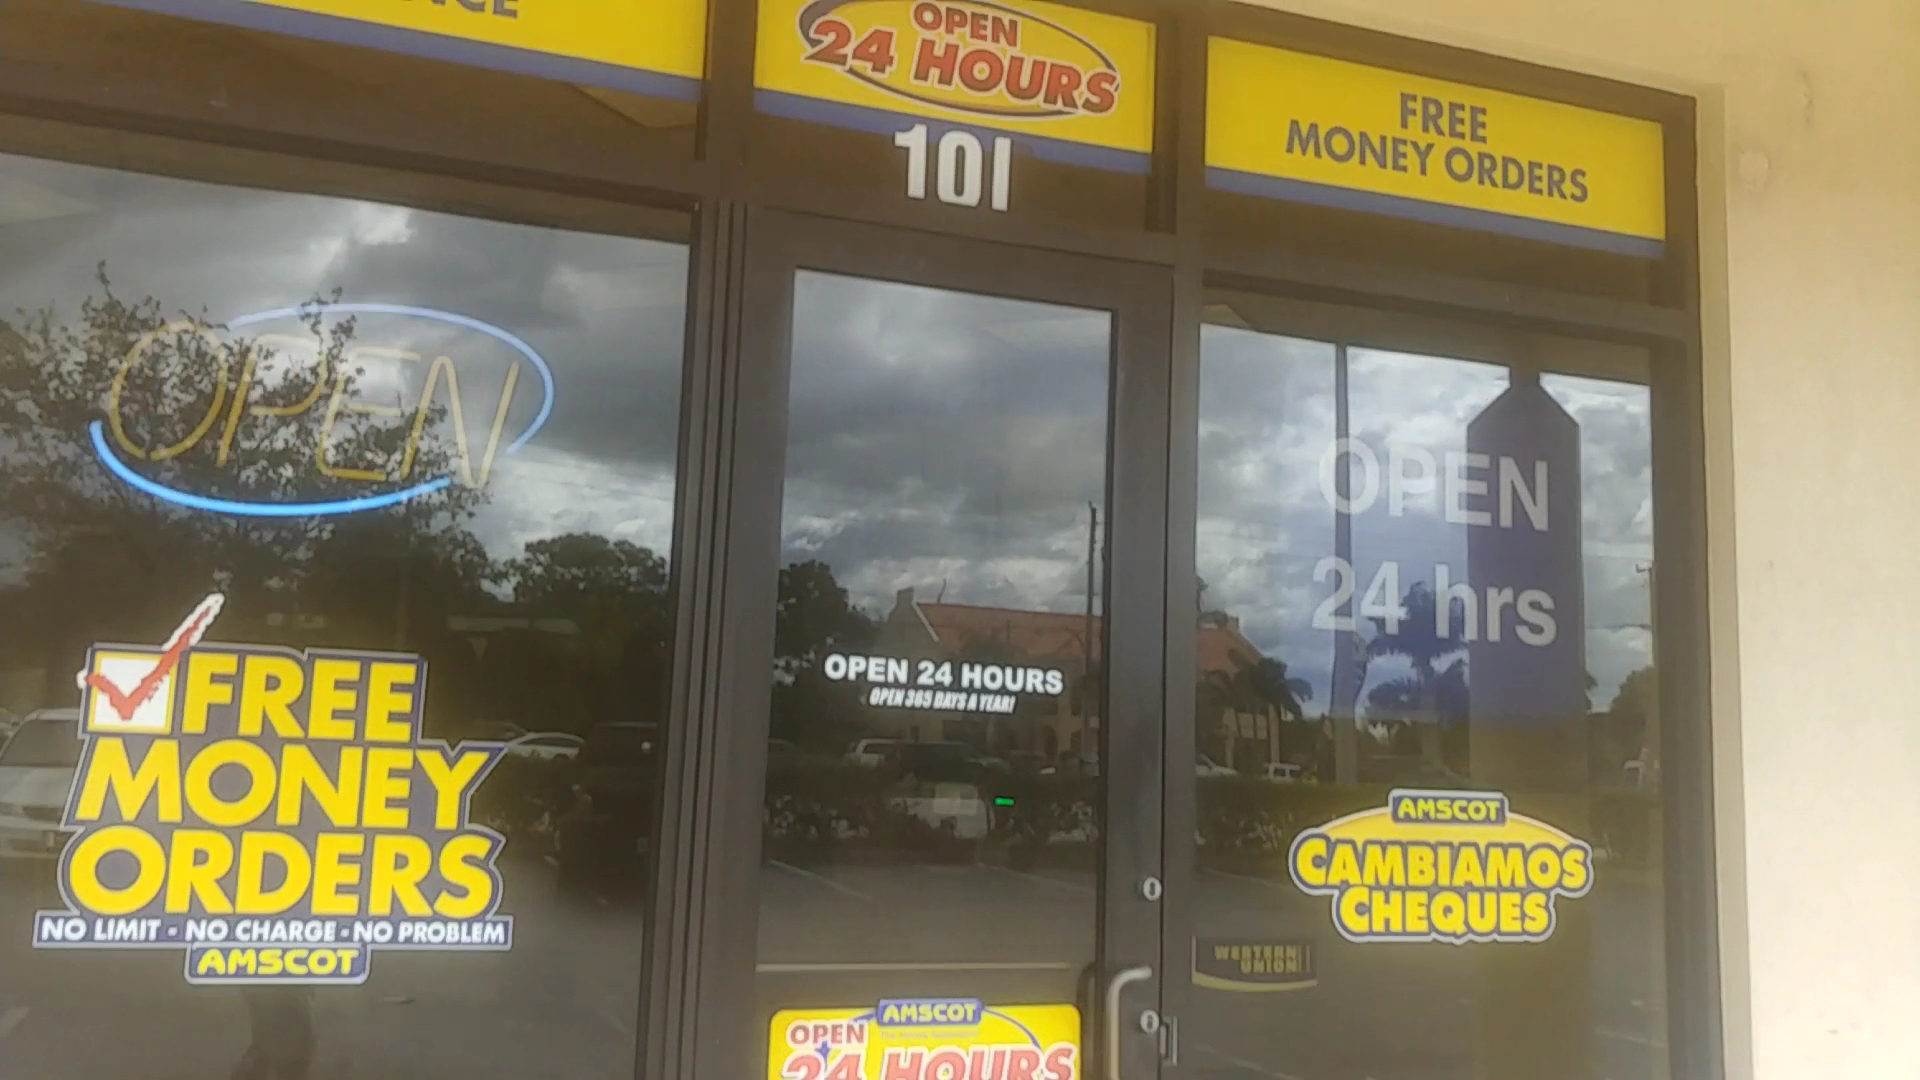 OPEN
24 HOURS
101
FREE
MONEY ORDERS
OPEN
FREE
MONEY
ORDERS
NO LIMIT - NO CHARGE - NO PROBLEM
AMSCOT
OPEN 24 HOURS
OPEN 365 DAYS A YEAR!
OPEN
24 hrs
AMSCOT
CAMBIAMOS
CHEQUES
WESTERN
UNION
AMSCOT
OPEN
24 HOURS